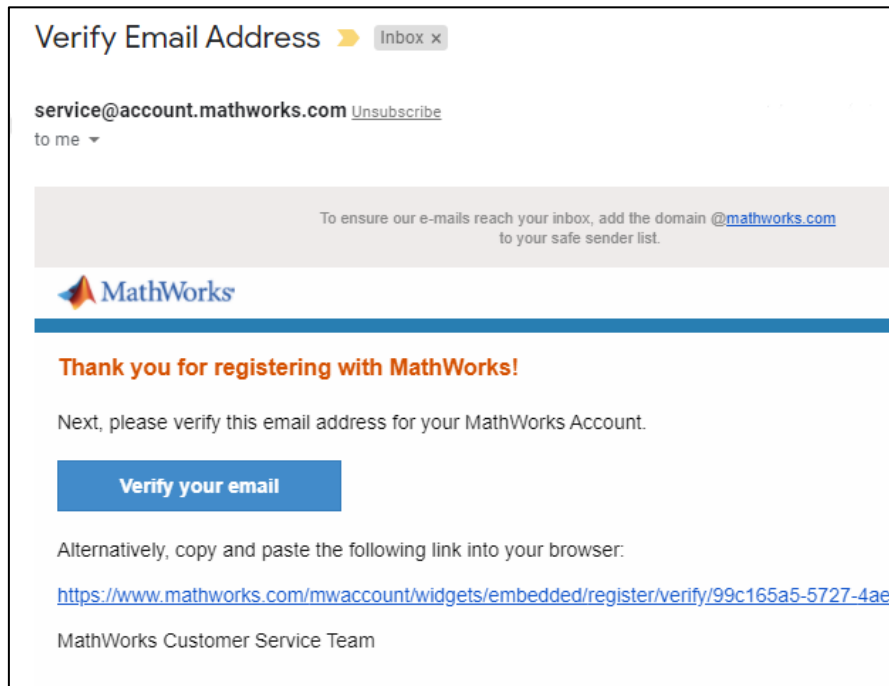 Verify Email Address Inbox x
service@account.mathworks.com Unsubscribe
to me
To ensure our e-mails reach your inbox, add the domain @mathworks.com
to your safe sender list.
MathWorks®
Thank you for registering with MathWorks!
Next, please verify this email address for your MathWorks Account.
Verify your email
Alternatively, copy and paste the following link into your browser:
https://www.mathworks.com/mwaccount/widgets/embedded/register/verify/99c165a5-5727-4ae
MathWorks Customer Service Team